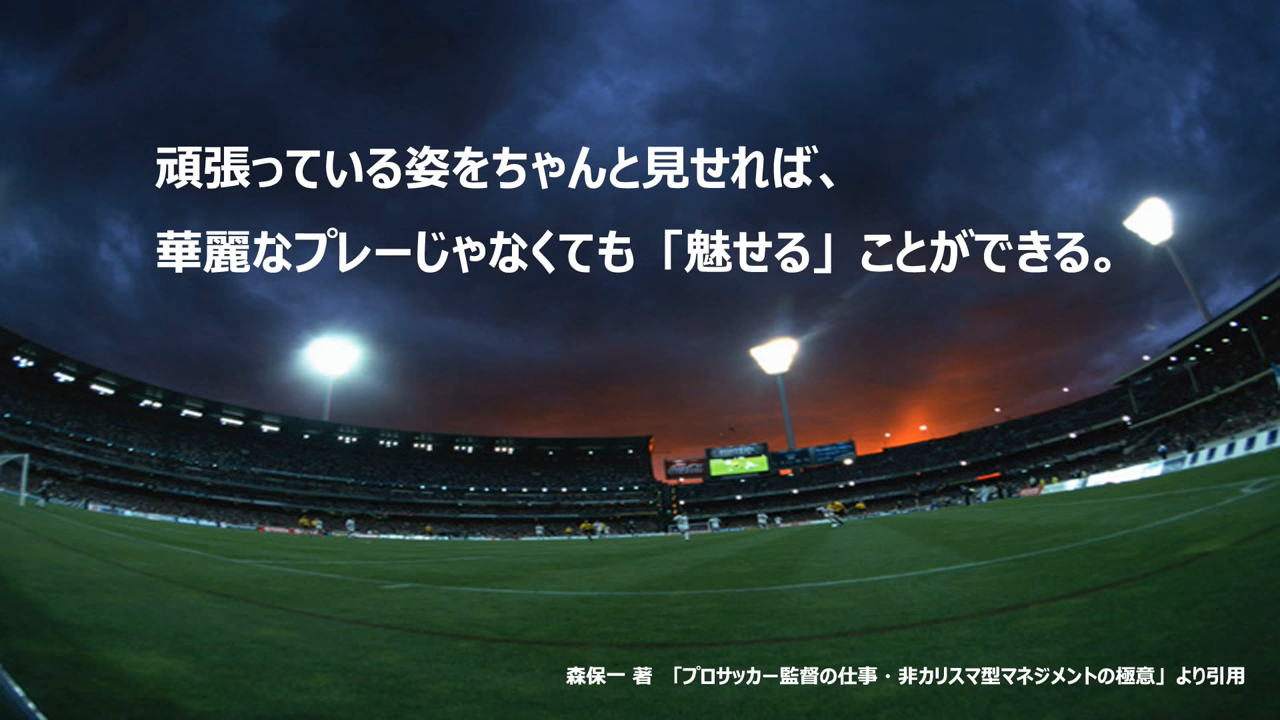 頑張っている姿をちゃんと見せれば、
華麗なプレーじゃなくても「魅せる」ことができる。
森保一 著 「プロサッカー監督の仕事・非カリスマ型マネジメントの極意」より引用